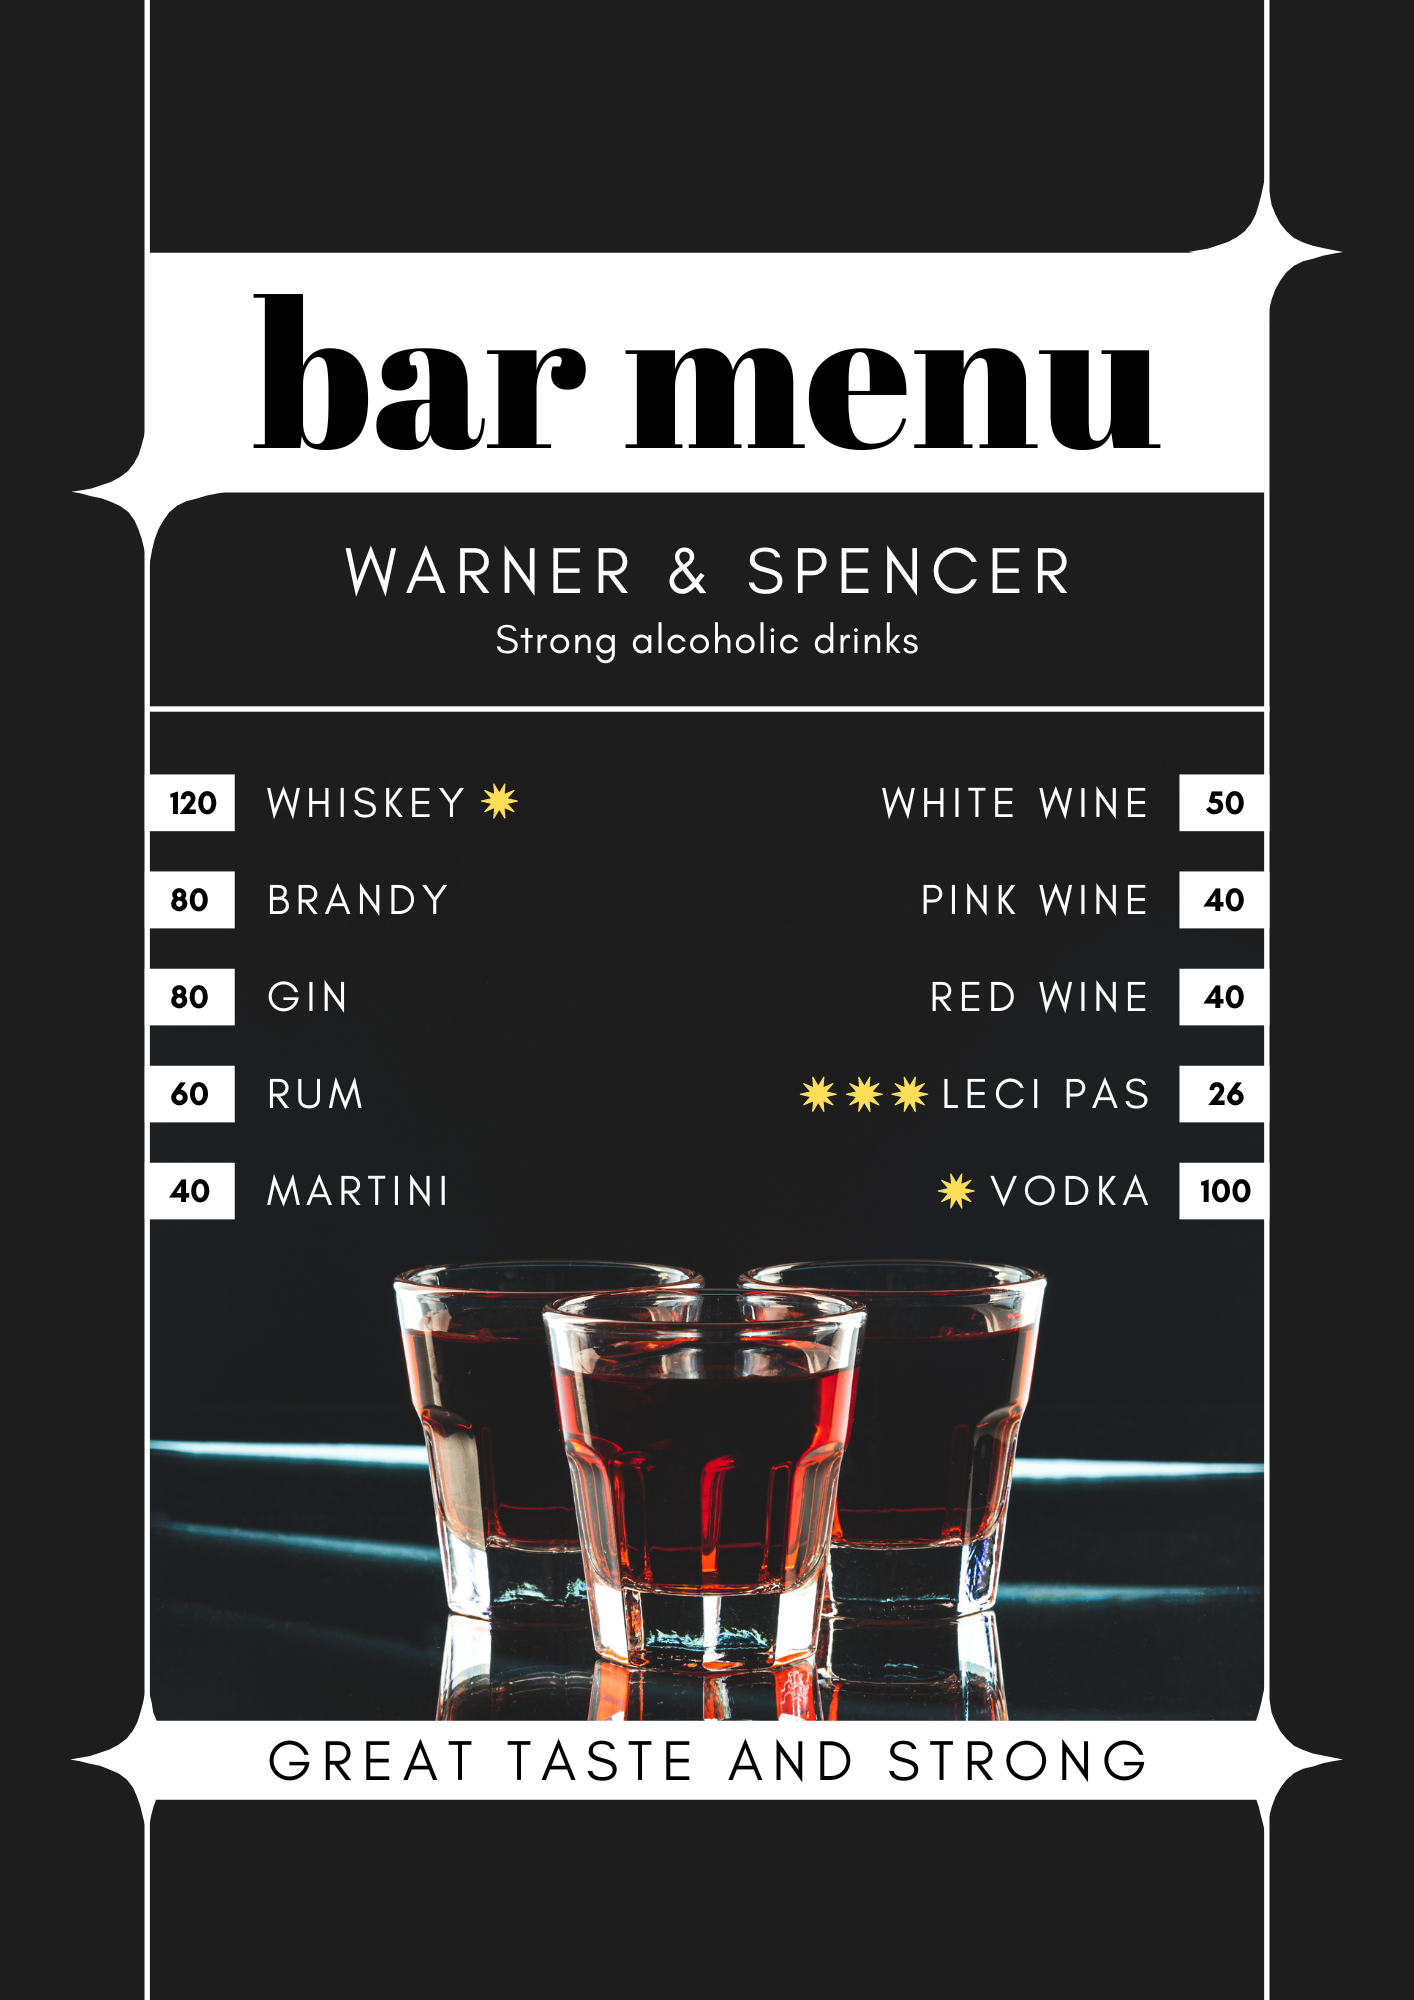 bar menu
WARNER & SPENCER
Strong alcoholic drinks
120 WHISKEY
80 BRANDY
80 GIN
60 RUM
40 MARTINI
WHITE WINE 50
PINK WINE 40
RED WINE 40
LECI PAS 26
VODKA 100
GREAT TASTE AND STRONG